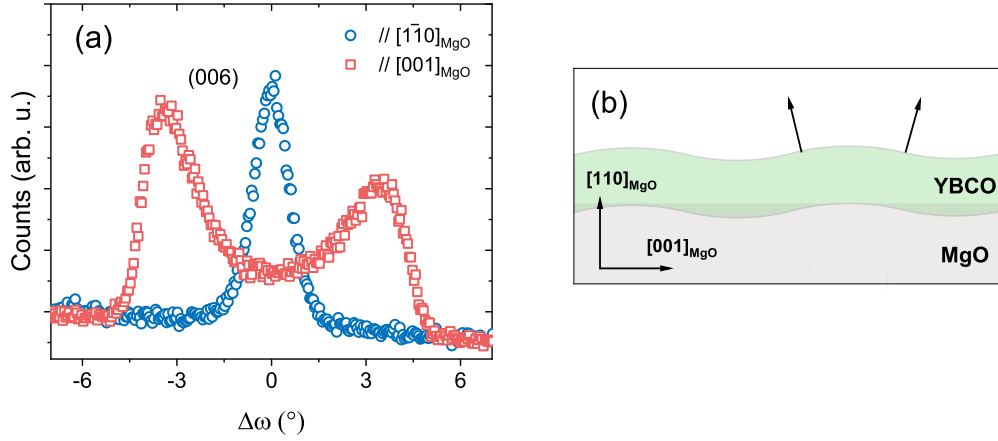 (a)
// [11̄0]MgO
// [001]MgO
(006)
Counts (arb. u.)
-6 -3 0 3 6
Δω (°)
(b)
[110]MgO
YBCO
[001]MgO
MgO